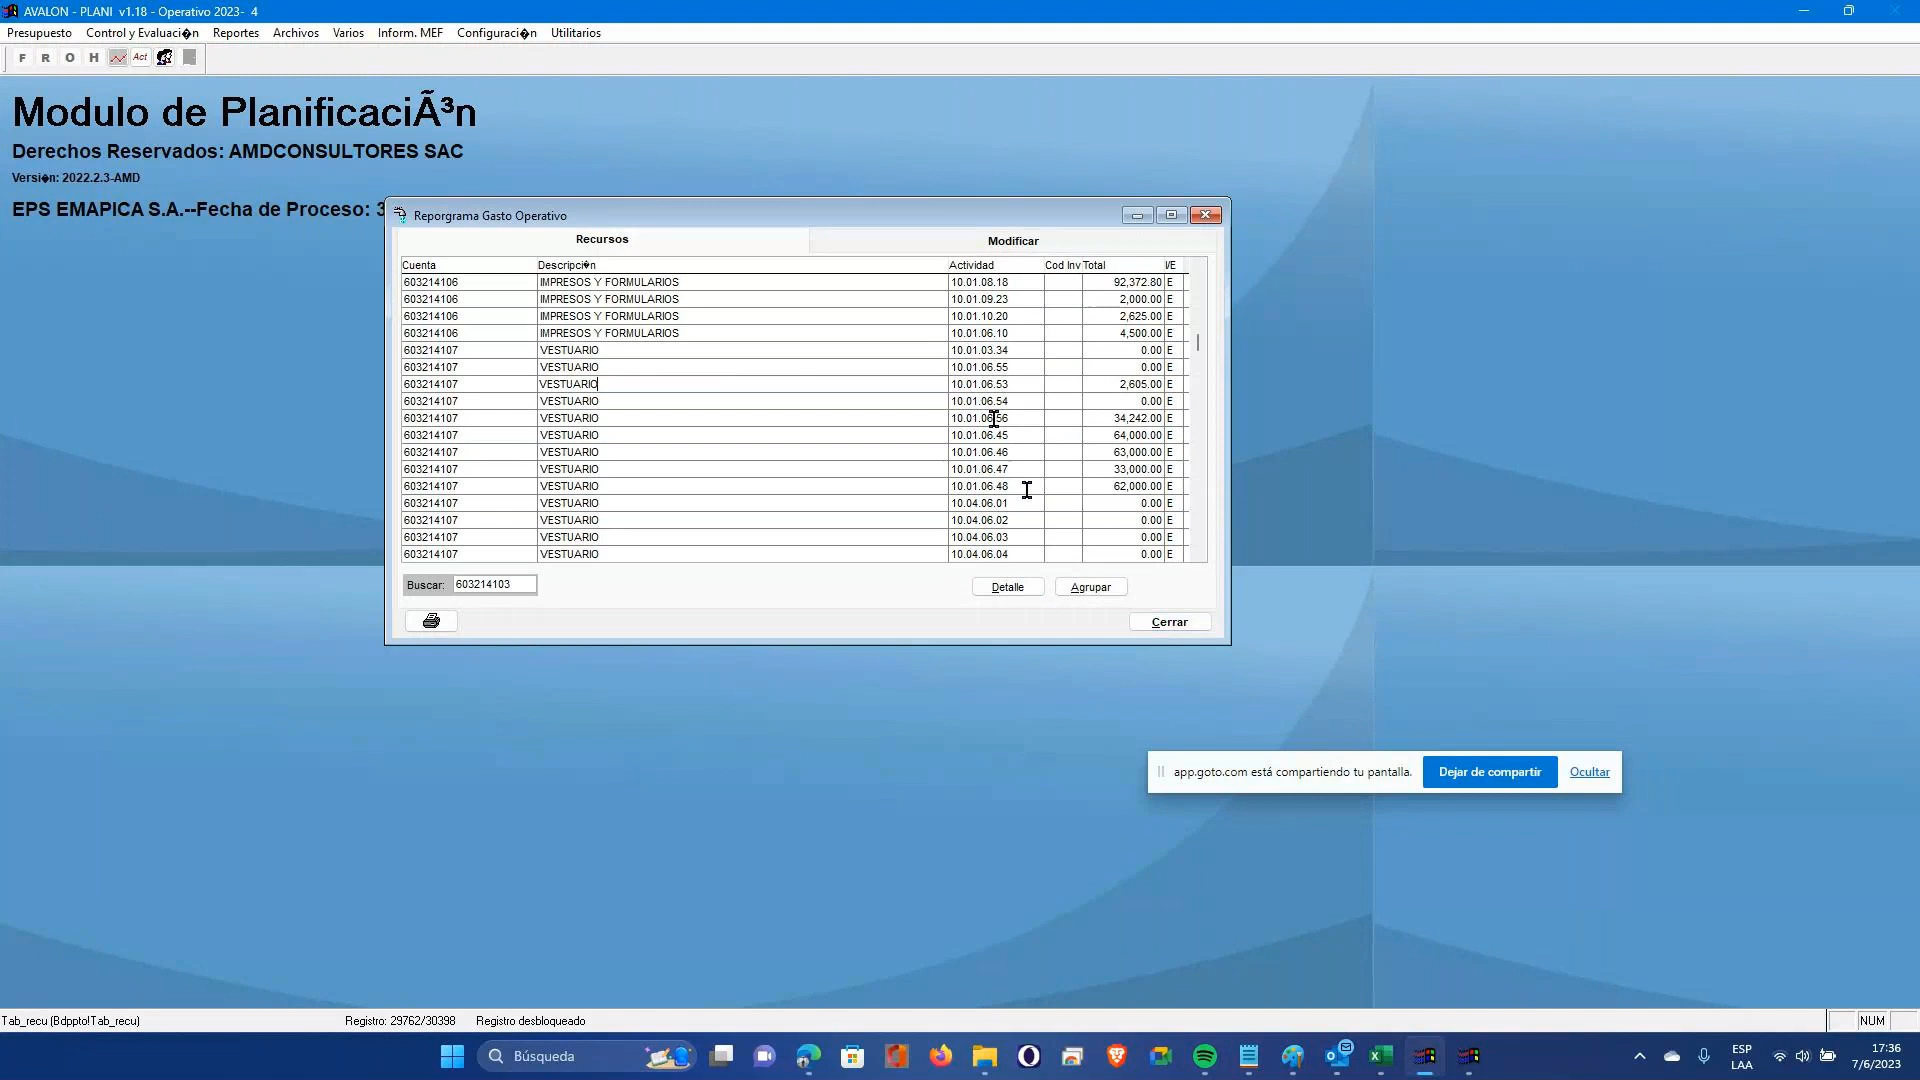 AVALON - PLANI v1.18 - Operativo 2023- 4
Presupuesto Control y Evaluaci�n Reportes Archivos Varios Inform. MEF Configuraci�n Utilitarios
F R O H Act
Modulo de PlanificaciÃ³n
Derechos Reservados: AMDCONSULTORES SAC
Versi�n: 2022.2.3-AMD
EPS EMAPICA S.A.--Fecha de Proceso: 3
Reporgrama Gasto Operativo
Recursos Modificar
Cuenta Descripci�n Actividad Cod Inv Total I/E
603214106 IMPRESOS Y FORMULARIOS 10.01.08.18 92,372.80 E
603214106 IMPRESOS Y FORMULARIOS 10.01.09.23 2,000.00 E
603214106 IMPRESOS Y FORMULARIOS 10.01.10.20 2,625.00 E
603214106 IMPRESOS Y FORMULARIOS 10.01.06.10 4,500.00 E
603214107 VESTUARIO 10.01.03.34 0.00 E
603214107 VESTUARIO 10.01.06.55 0.00 E
603214107 VESTUARIO 10.01.06.53 2,605.00 E
603214107 VESTUARIO 10.01.06.54 0.00 E
603214107 VESTUARIO 10.01.06.56 34,242.00 E
603214107 VESTUARIO 10.01.06.45 64,000.00 E
603214107 VESTUARIO 10.01.06.46 63,000.00 E
603214107 VESTUARIO 10.01.06.47 33,000.00 E
603214107 VESTUARIO 10.01.06.48 62,000.00 E
603214107 VESTUARIO 10.04.06.01 0.00 E
603214107 VESTUARIO 10.04.06.02 0.00 E
603214107 VESTUARIO 10.04.06.03 0.00 E
603214107 VESTUARIO 10.04.06.04 0.00 E
Buscar: 603214103 Detalle Agrupar
Cerrar
app.goto.com está compartiendo tu pantalla. Dejar de compartir Ocultar
Tab_recu (Bdppto!Tab_recu) Registro: 29762/30398 Registro desbloqueado NUM
Búsqueda
ESP
LAA
17:36
7/6/2023